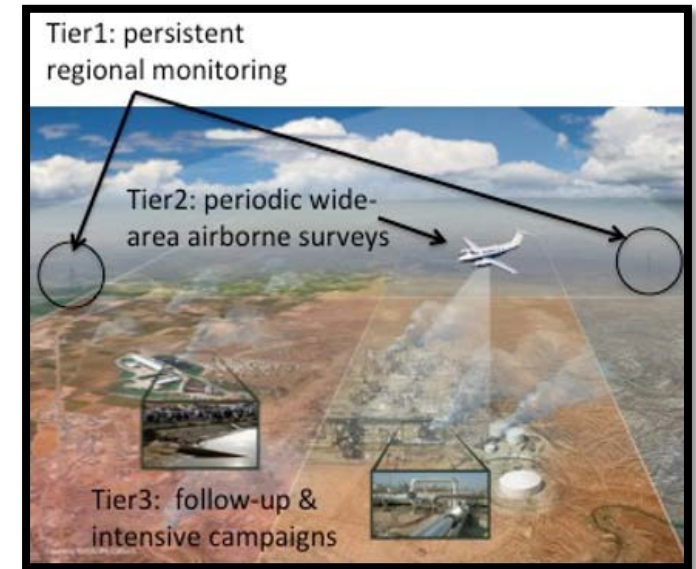 Tier1: persistent
regional monitoring
Tier2: periodic wide-
area airborne surveys
Tier3:  follow-up &
intensive campaigns